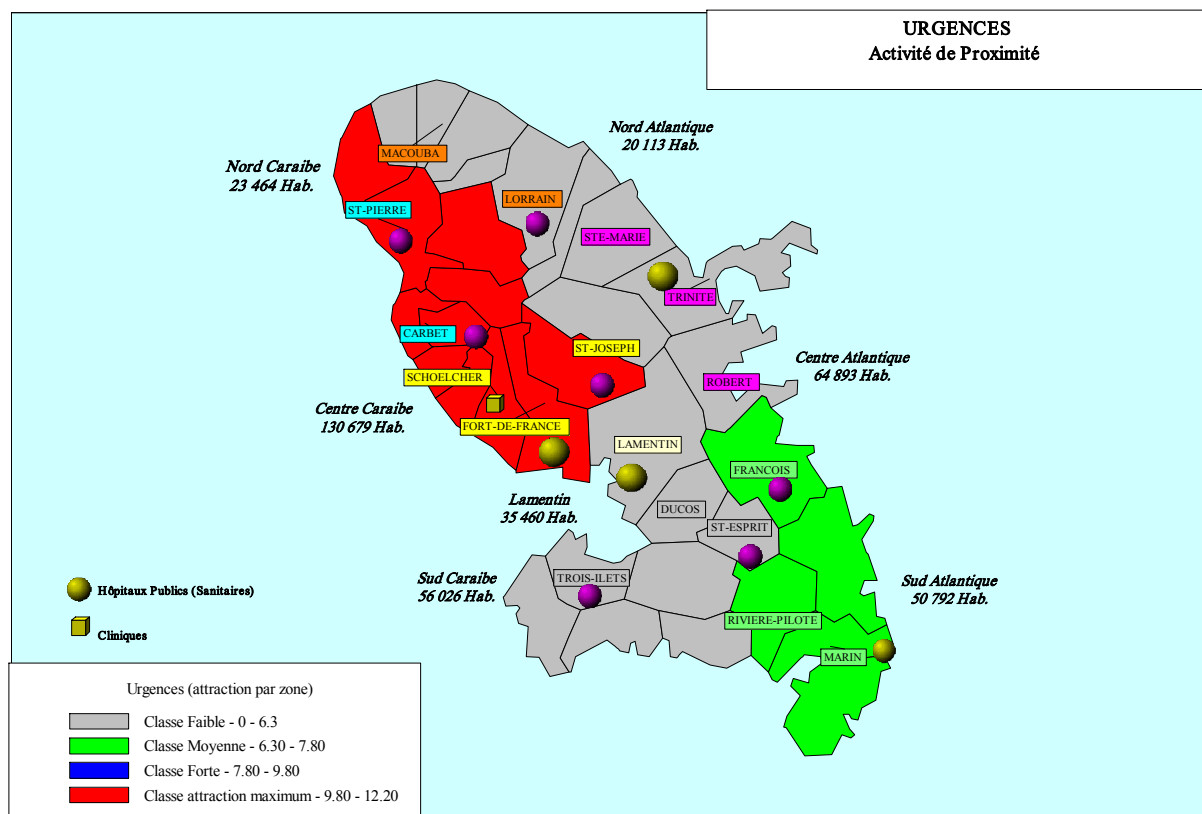 URGENCES
Activité de Proximité
Nord Atlantique
20 113 Hab.
Nord Caraibe
23 464 Hab.
MACOUBA
LORRAIN
ST-PIERRE
STE-MARIE
TRINITE
CARBET
ST-JOSEPH
Centre Atlantique
64 893 Hab.
SCHOELCHER
ROBERT
Centre Caraibe
130 679 Hab.
FORT-DE-FRANCE
LAMENTIN
FRANCOIS
Lamentin
35 460 Hab.
DUCOS
ST-ESPRIT
Sud Caraibe
56 026 Hab.
TROIS-ILETS
Sud Atlantique
50 792 Hab.
RIVIERE-PILOTE
MARIN
Hôpitaux Publics (Sanitaires)
Cliniques
Urgences (attraction par zone)
Classe Faible - 0 - 6.3
Classe Moyenne - 6.30 - 7.80
Classe Forte - 7.80 - 9.80
Classe attraction maximum - 9.80 - 12.20